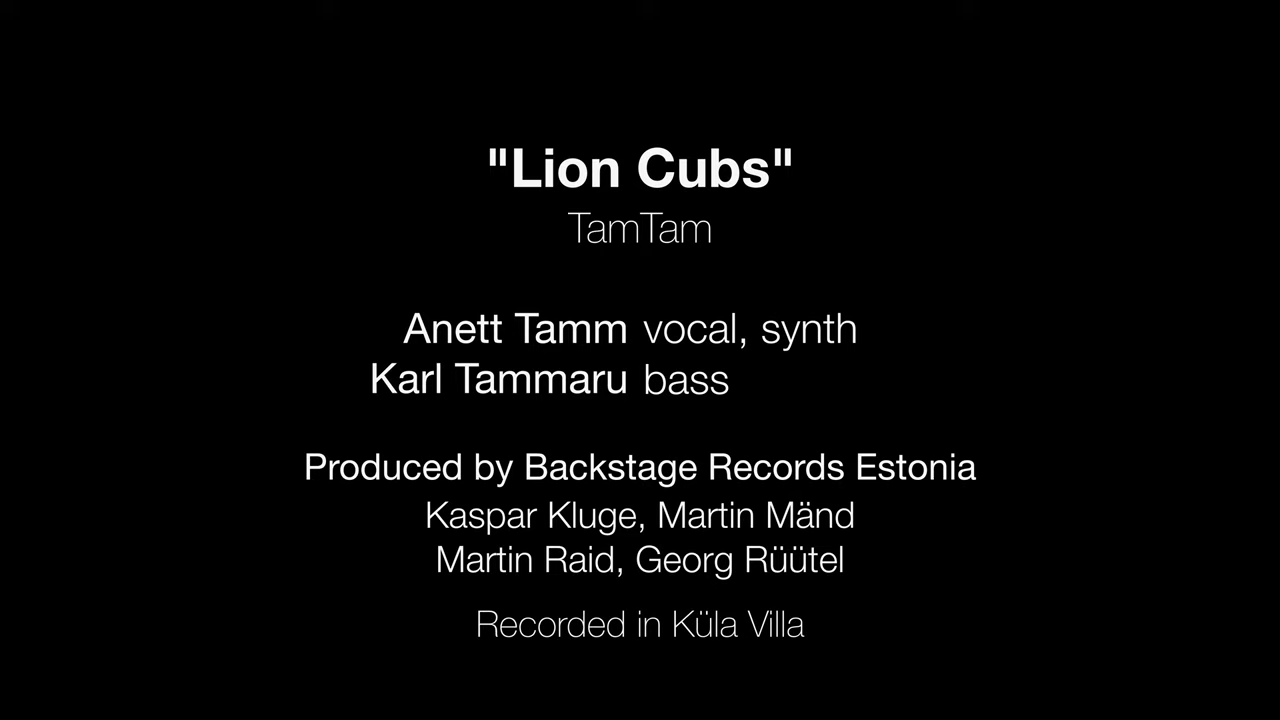 "Lion Cubs"
TamTam
Anett Tamm vocal, synth
Karl Tammaru bass
Produced by Backstage Records Estonia
Kaspar Kluge, Martin Mänd
Martin Raid, Georg Rüütel
Recorded in Küla Villa